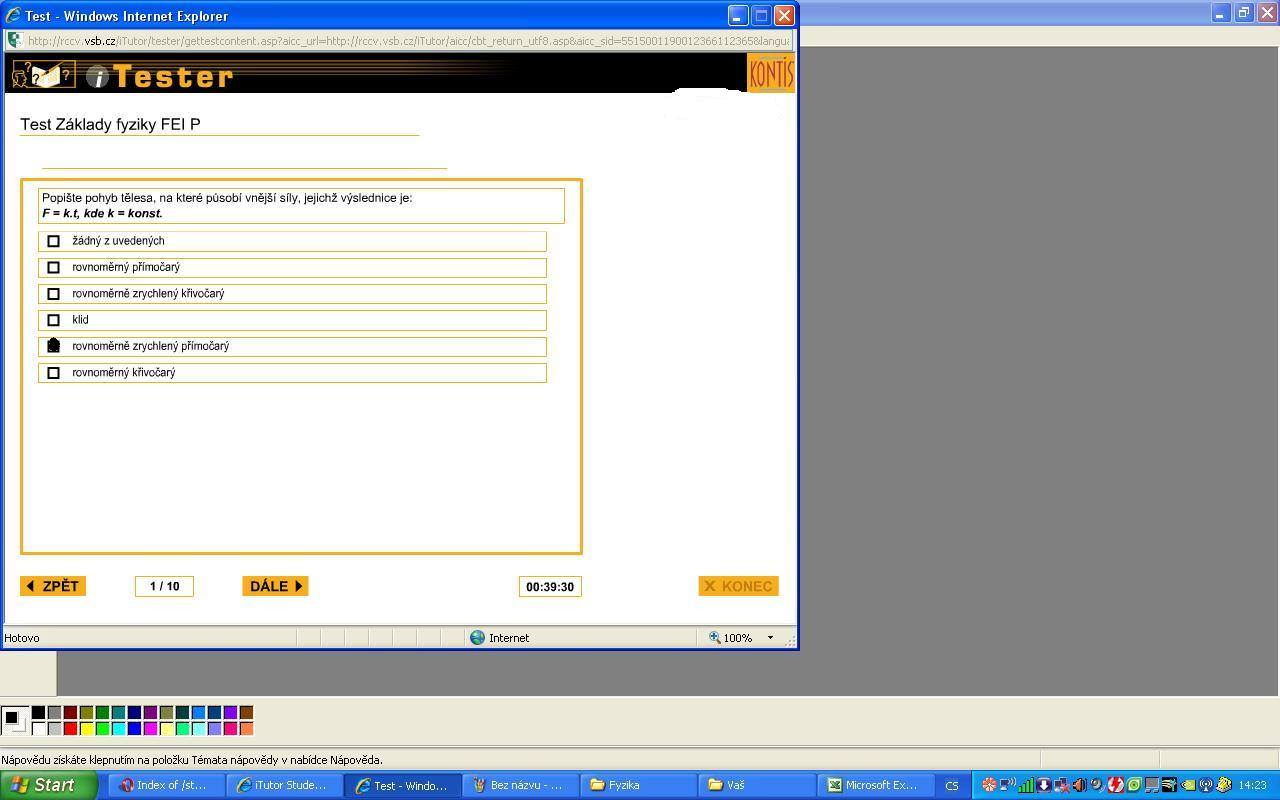 Test - Windows Internet Explorer
http://rccv.vsb.cz/iTutor/tester/gettestcontent.asp?aicc_url=http://rccv.vsb.cz/iTutor/aicc/cbt_return_utf8.asp&aicc_sid=5515001190012366112365&langua
i Tester
KONTIS
Test Základy fyziky FEI P
Popište pohyb tělesa, na které působí vnější síly, jejichž výslednice je:
F = k.t, kde k = konst.
žádný z uvedených
rovnoměrný přímočarý
rovnoměrně zrychlený křivočarý
klid
rovnoměrně zrychlený přímočarý
rovnoměrný křivočarý
ZPĚT 1 / 10 DÁLE 00:39:30 KONEC
Hotovo Internet 100%
Nápovědu získáte klepnutím na položku Témata nápovědy v nabídce Nápověda.
Start Index of /st... iTutor Stude... Test - Windo... Bez názvu - ... Fyzika Vaš Microsoft Ex... CS 14:23